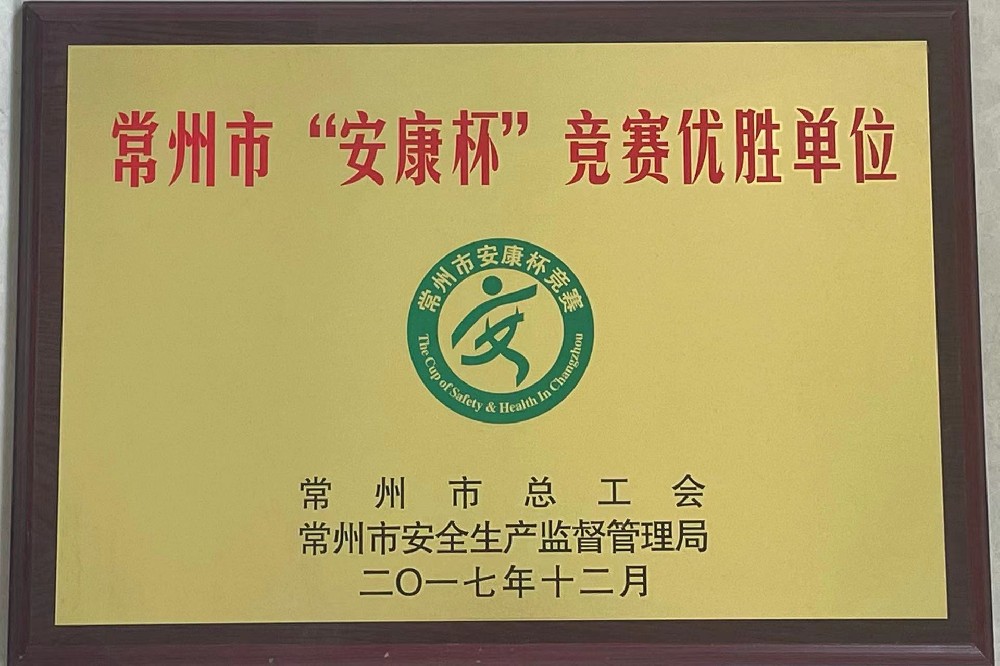 常州市“安康杯”竞赛优胜单位
常州市安康杯竞赛
The Cup of Safety & Health In Changzhou
常州市总工会
常州市安全生产监督管理局
二〇一七年十二月